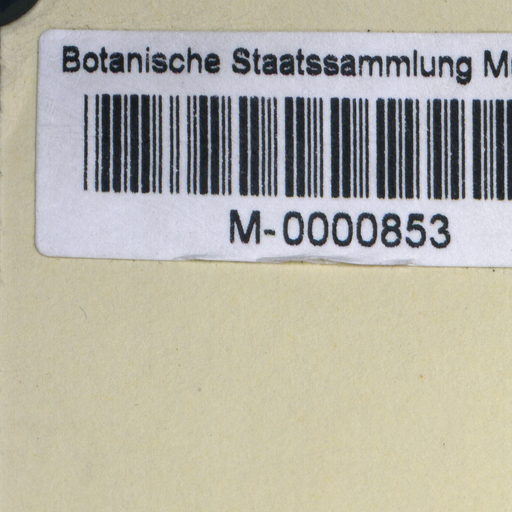 Botanische Staatssammlung
M-0000853